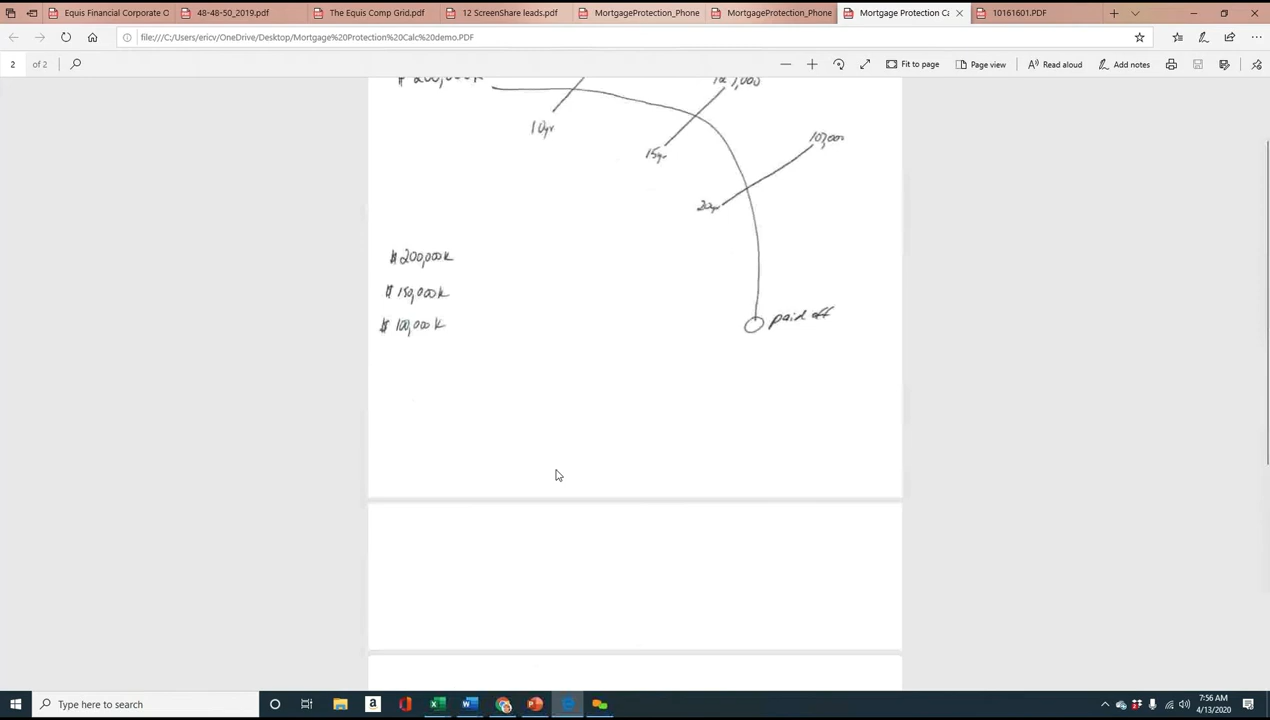 Equis Financial Corporate O
48-48-50_2019.pdf
The Equis Comp Grid.pdf
12 ScreenShare leads.pdf
MortgageProtection_Phone
MortgageProtection_Phone
Mortgage Protection Ca
10161601.PDF
file:///C:/Users/ericv/OneDrive/Desktop/Mortgage%20Protection%20Calc%20demo.PDF
2 of 2
Fit to page
Page view
Read aloud
Add notes
$ 200,000K
10yr
15yr
107,000
20yr
$ 200,000K
$ 150,000K
$ 100,000K
paid off
Type here to search
7:56 AM
4/13/2020